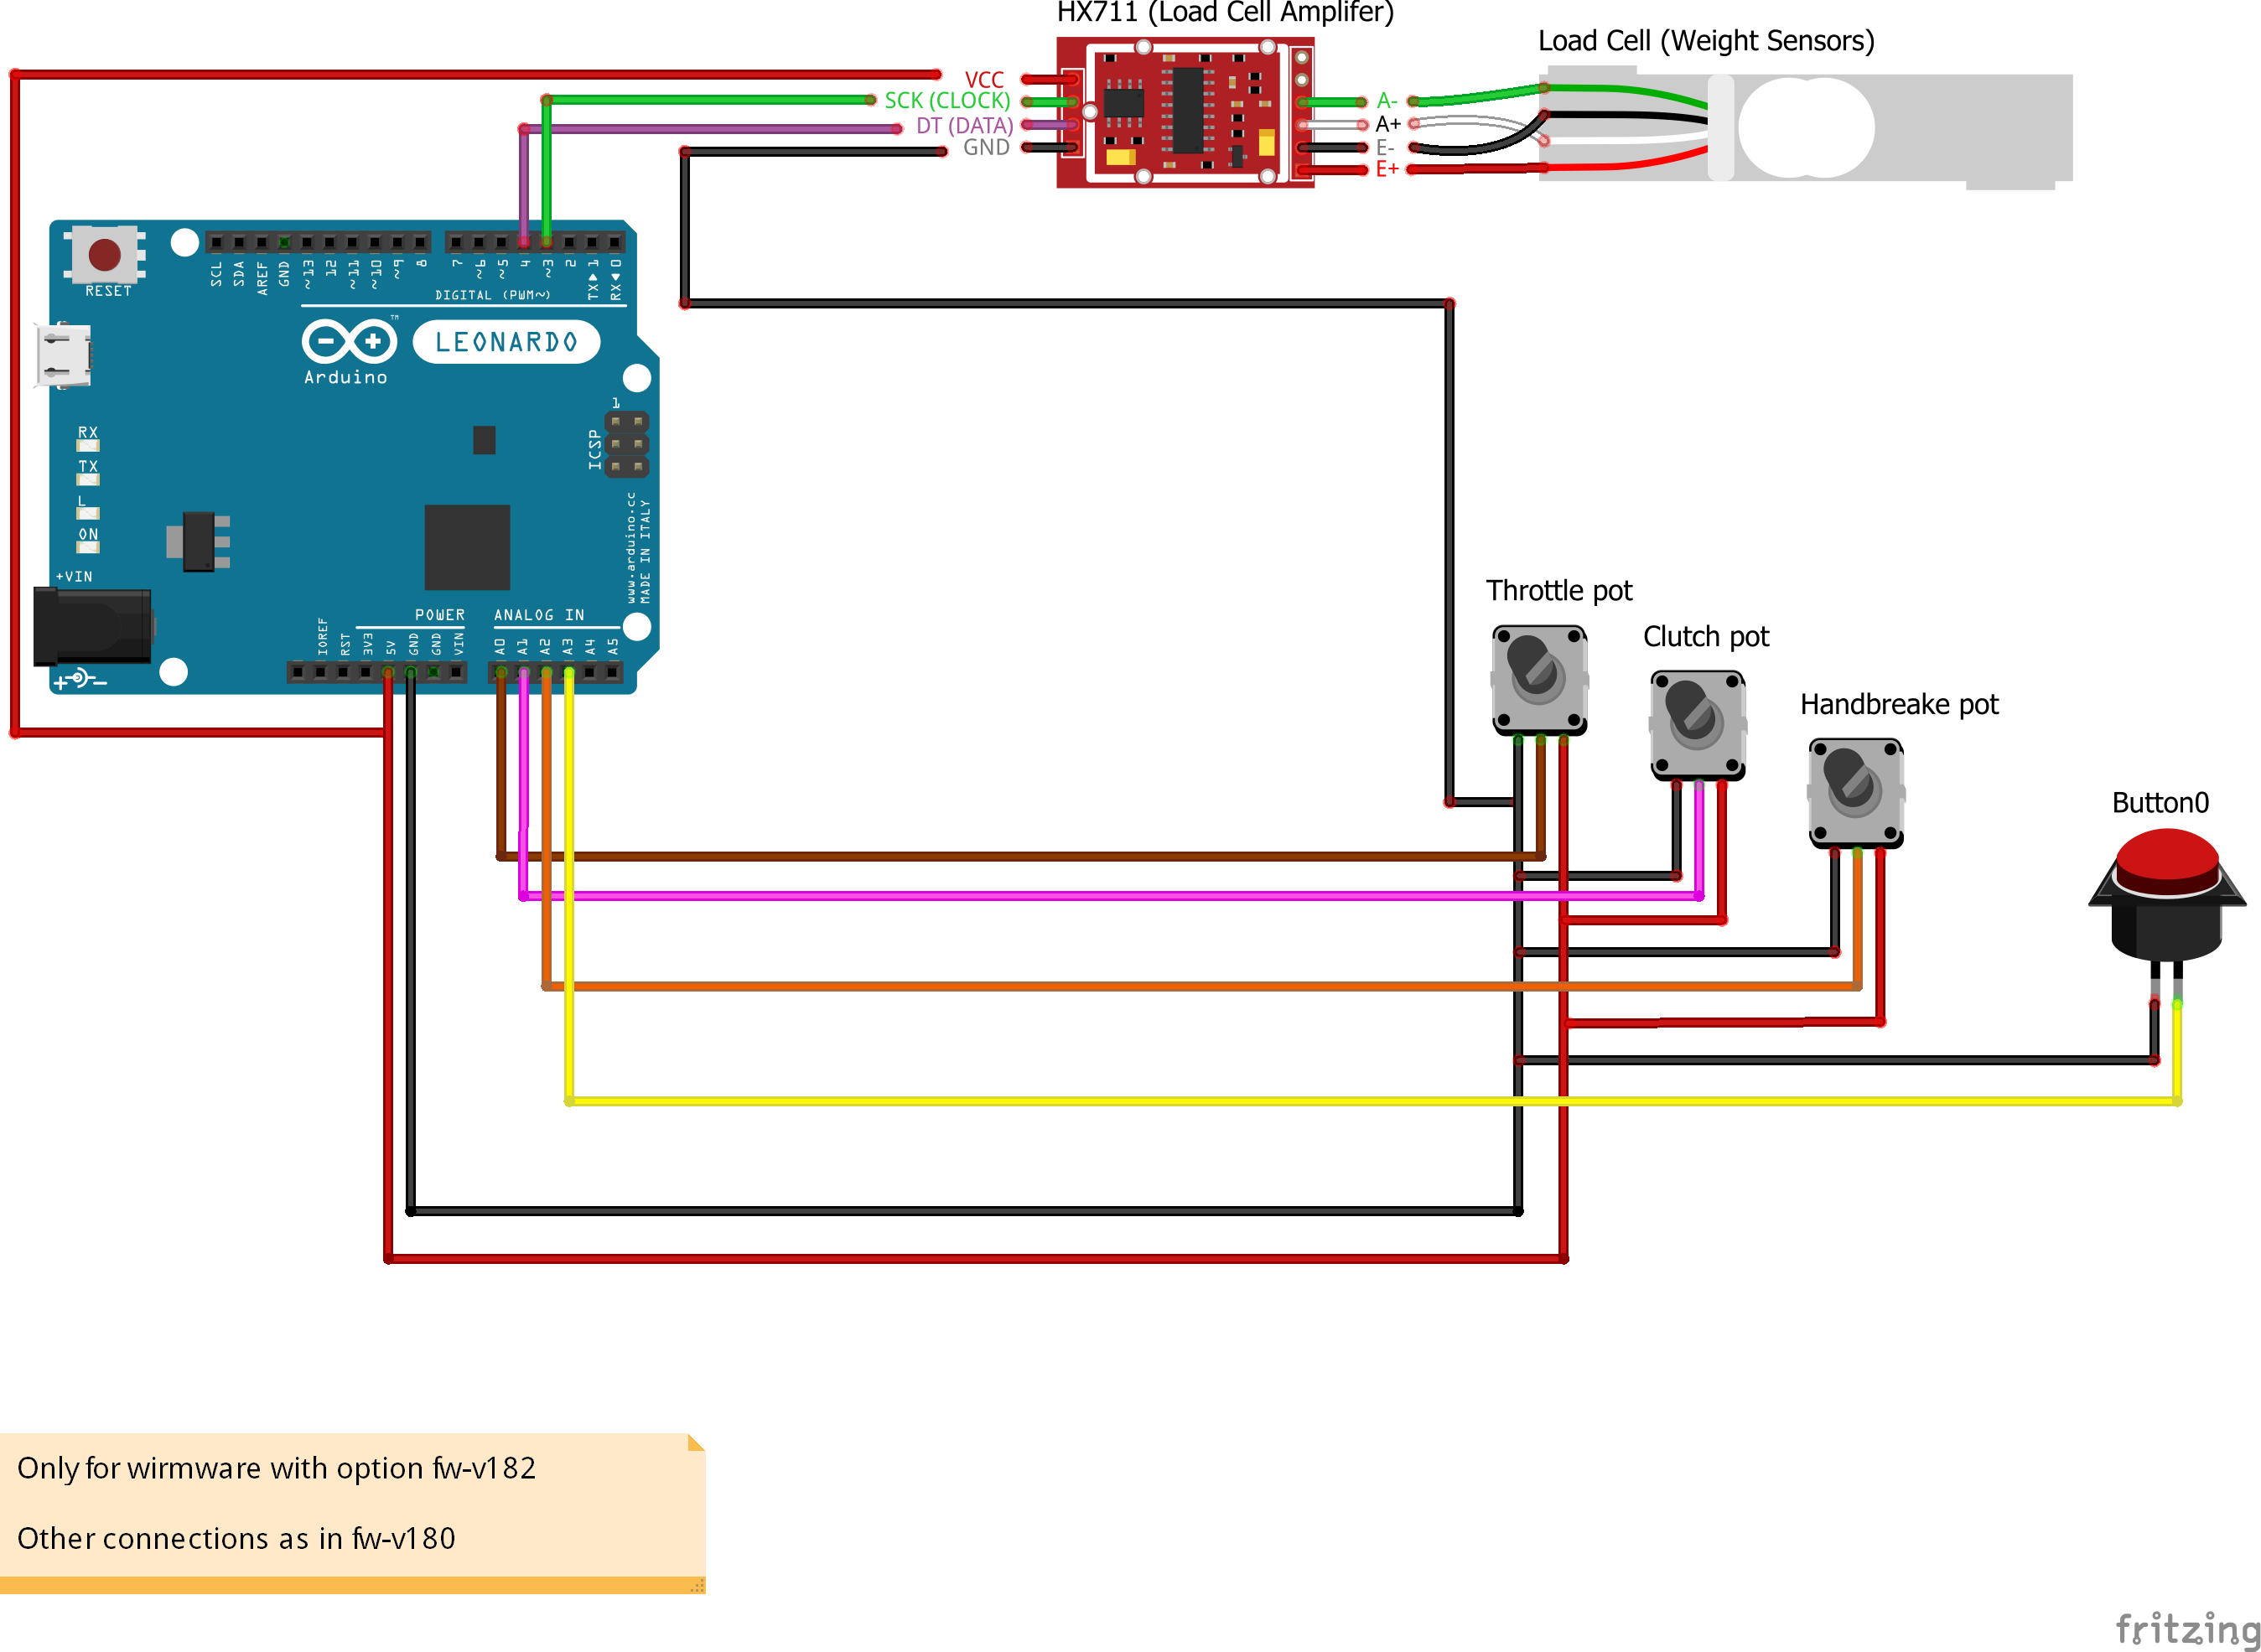 HX711 (Load Cell Amplifer)
Load Cell (Weight Sensors)
VCC
SCK (CLOCK)
DT (DATA)
GND
A-
A+
E-
E+
RESET
SCL
SDA
AREF
GND
~13
12
~11
~10
~9
8
7
~6
~5
4
~3
2
TX▶1
RX◀0
DIGITAL (PWM~)
TM
LEONARDO
Arduino
1
ICSP
RX
TX
L
ON
+VIN
www.arduino.cc
MADE IN ITALY
POWER
ANALOG IN
IOREF
RST
3V3
5V
GND
GND
VIN
A0
A1
A2
A3
A4
A5
Throttle pot
Clutch pot
Handbreake pot
Button0
Only for wirmware with option fw-v182
Other connections as in fw-v180
fritzing